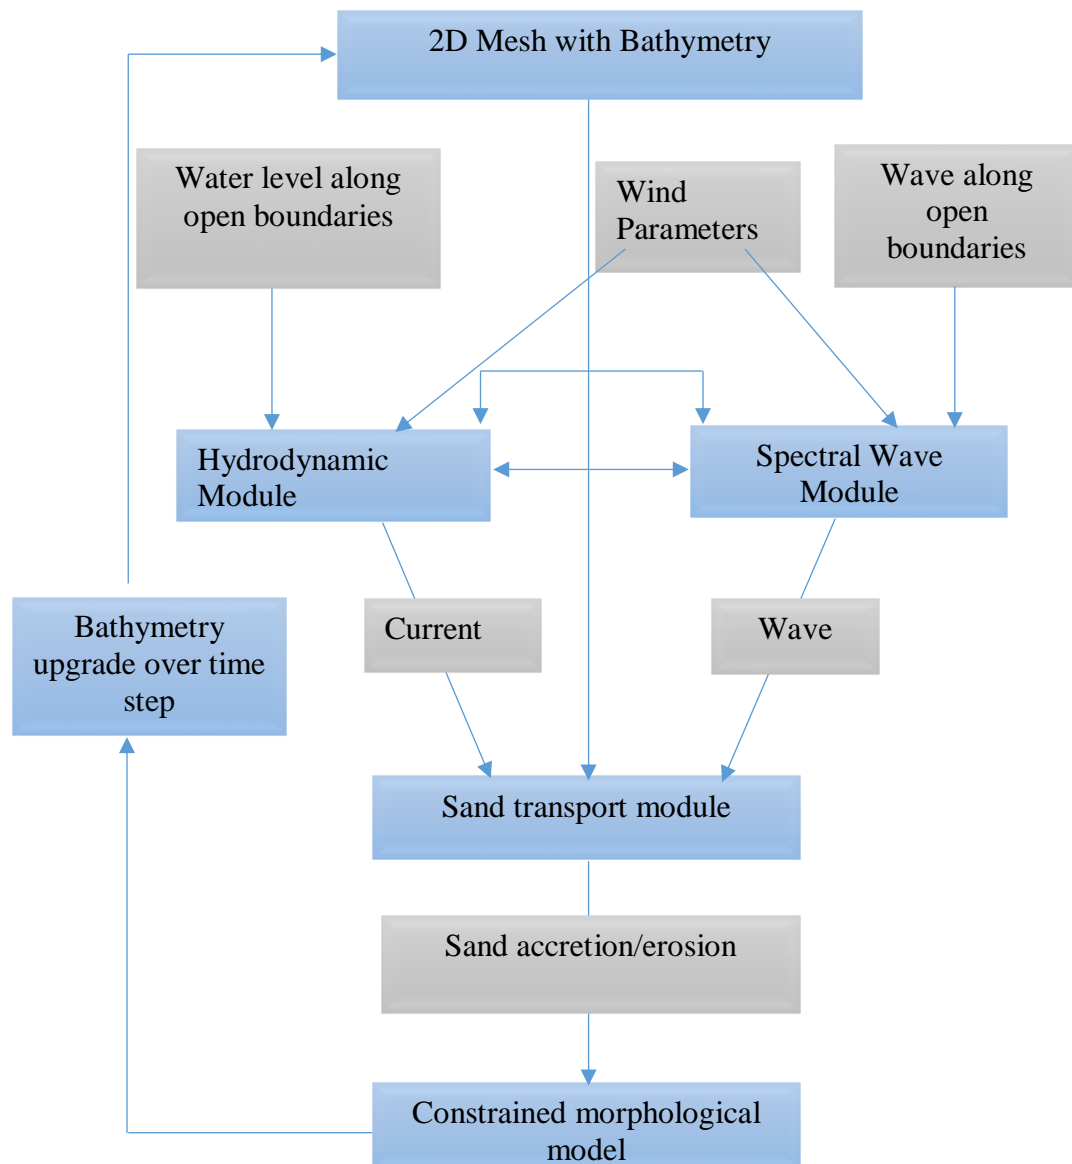 2D Mesh with Bathymetry
Water level along
open boundaries
Wind
Parameters
Wave along
open
boundaries
Hydrodynamic
Module
Spectral Wave
Module
Bathymetry
upgrade over time
step
Current
Wave
Sand transport module
Sand accretion/erosion
Constrained morphological
model